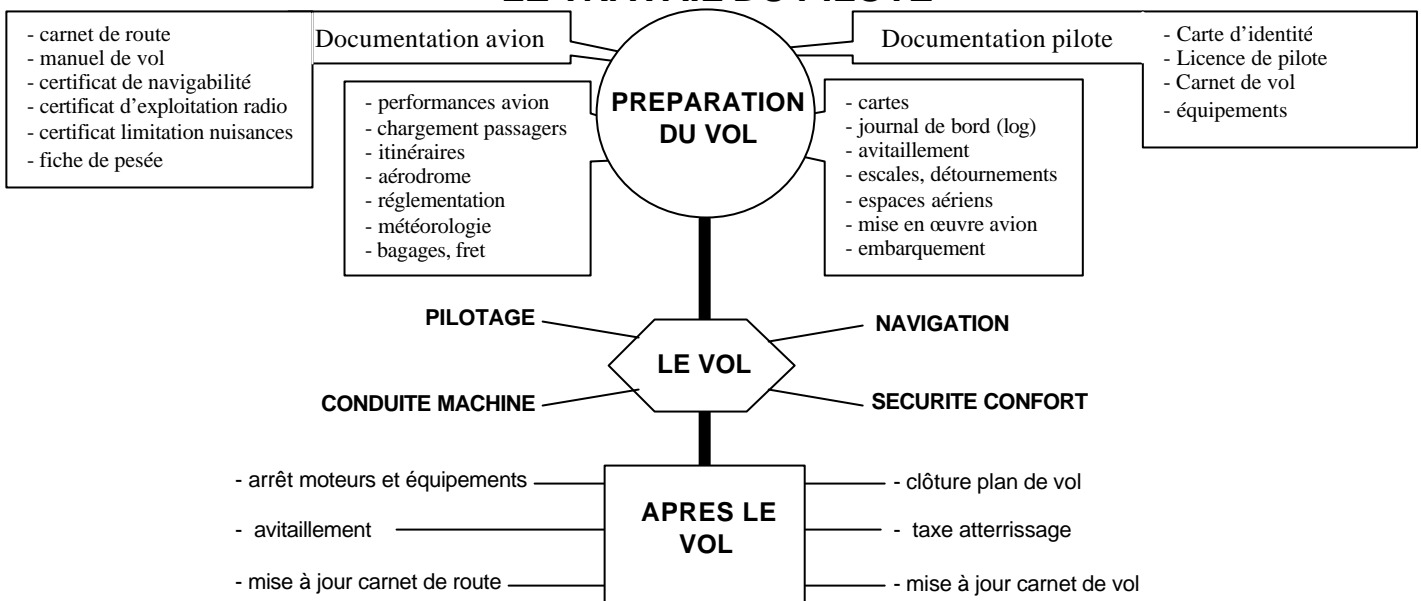 LE TRAVAIL DU PILOTE
- carnet de route
- manuel de vol
- certificat de navigabilité
- certificat d'exploitation radio
- certificat limitation nuisances
- fiche de pesée
Documentation avion
Documentation pilote
- Carte d'identité
- Licence de pilote
- Carnet de vol
- équipements
- performances avion
- chargement passagers
- itinéraires
- aérodrome
- réglementation
- météorologie
- bagages, fret
PREPARATION
DU VOL
- cartes
- journal de bord (log)
- avitaillement
- escales, détournements
- espaces aériens
- mise en œuvre avion
- embarquement
PILOTAGE
NAVIGATION
LE VOL
CONDUITE MACHINE
SECURITE CONFORT
- arrêt moteurs et équipements
- avitaillement
- mise à jour carnet de route
APRES LE
VOL
- clôture plan de vol
- taxe atterrissage
- mise à jour carnet de vol